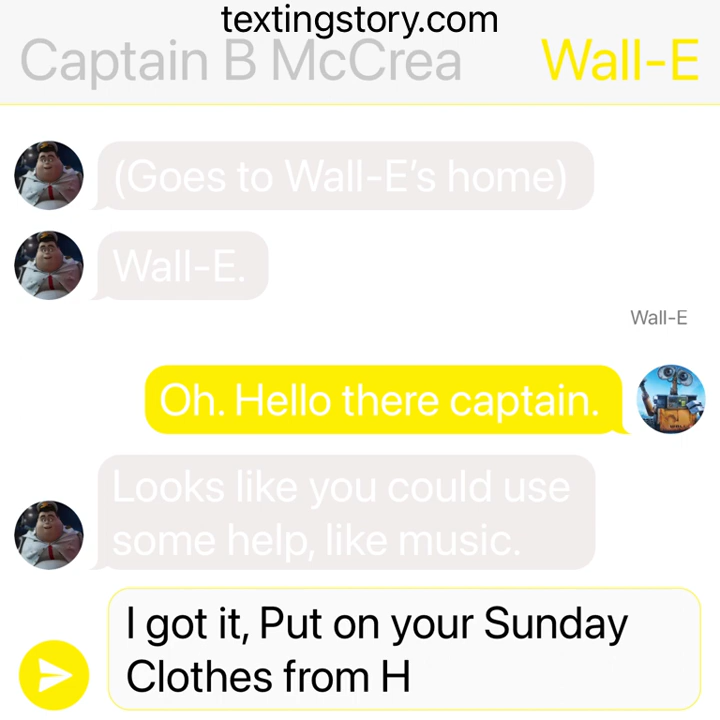 textingstory.com
Captain B McCrea
Wall-E
(Goes to Wall-E's home)
Wall-E.
Wall-E
Oh. Hello there captain.
Looks like you could use
some help, like music.
I got it, Put on your Sunday
Clothes from H